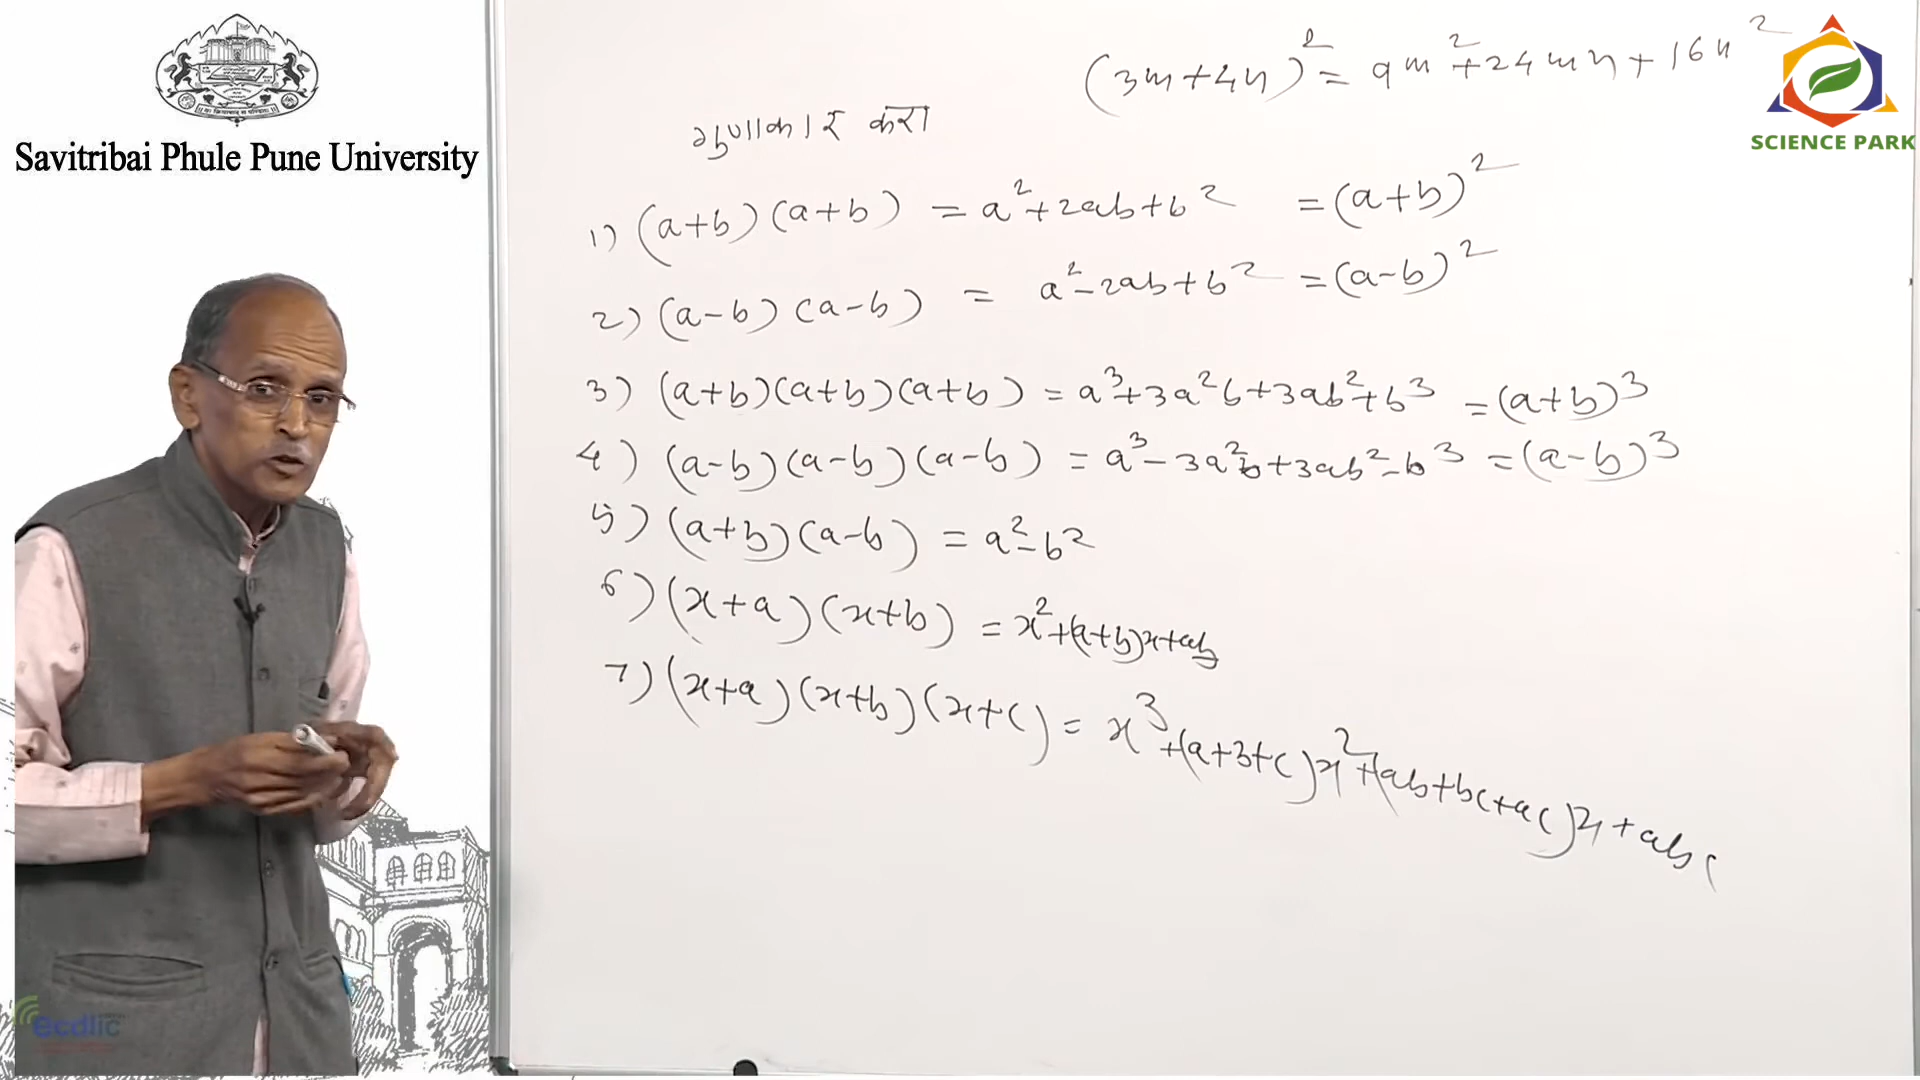 Savitribai Phule Pune University
SCIENCE PARK
(3m+4n)² = 9m²+24mn+16n²
गुणाकार करा
1) (a+b)(a+b) = a²+2ab+b² = (a+b)²
2) (a-b)(a-b) = a²-2ab+b² = (a-b)²
3) (a+b)(a+b)(a+b) = a³+3a²b+3ab²+b³ = (a+b)³
4) (a-b)(a-b)(a-b) = a³-3a²b+3ab²-b³ = (a-b)³
5) (a+b)(a-b) = a²-b²
6) (x+a)(x+b) = x²+(a+b)x+ab
7) (x+a)(x+b)(x+c) = x³+(a+b+c)x²+(ab+bc+ac)x+abc
ecdlic